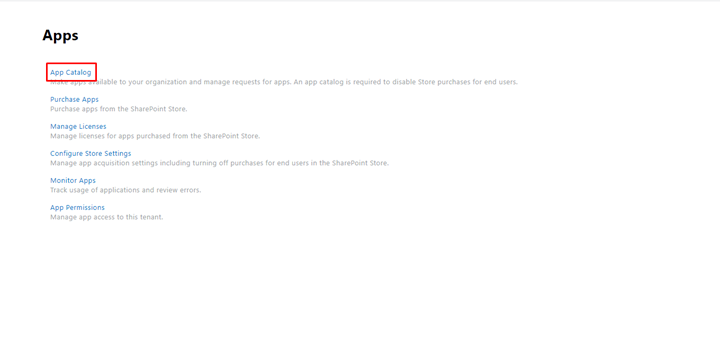 Apps
App Catalog
Make apps available to your organization and manage requests for apps. An app catalog is required to disable Store purchases for end users.
Purchase Apps
Purchase apps from the SharePoint Store.
Manage Licenses
Manage licenses for apps purchased from the SharePoint Store.
Configure Store Settings
Manage app acquisition settings including turning off purchases for end users in the SharePoint Store.
Monitor Apps
Track usage of applications and review errors.
App Permissions
Manage app access to this tenant.